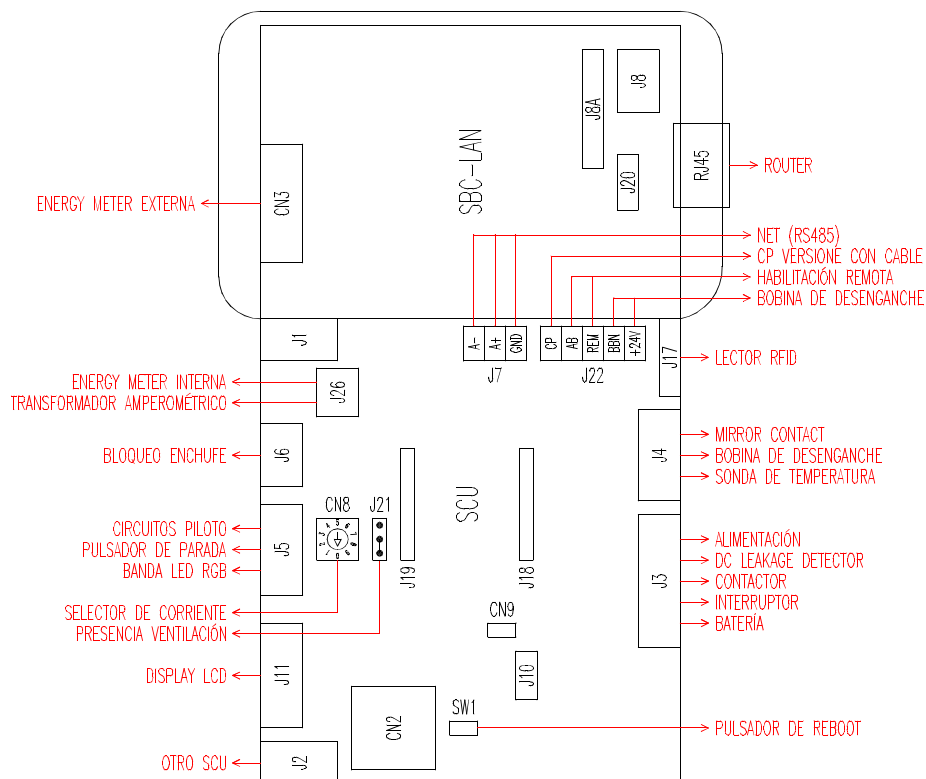 J8
J8A
SBC-LAN
RJ45
ROUTER
J20
CN3
ENERGY METER EXTERNA
NET (RS485)
CP VERSIONE CON CABLE
HABILITACIÓN REMOTA
BOBINA DE DESENGANCHE
J1
A- A+ GND
CP AB REM BBN +24V
J17
LECTOR RFID
J7
J22
ENERGY METER INTERNA
TRANSFORMADOR AMPEROMÉTRICO
J26
MIRROR CONTACT
BOBINA DE DESENGANCHE
SONDA DE TEMPERATURA
J4
BLOQUEO ENCHUFE
J6
SCU
CN8
J21
CIRCUITOS PILOTO
PULSADOR DE PARADA
BANDA LED RGB
J5
J19
J18
ALIMENTACIÓN
DC LEAKAGE DETECTOR
CONTACTOR
INTERRUPTOR
BATERÍA
J3
SELECTOR DE CORRIENTE
PRESENCIA VENTILACIÓN
CN9
DISPLAY LCD
J11
J10
CN2
SW1
PULSADOR DE REBOOT
OTRO SCU
J2